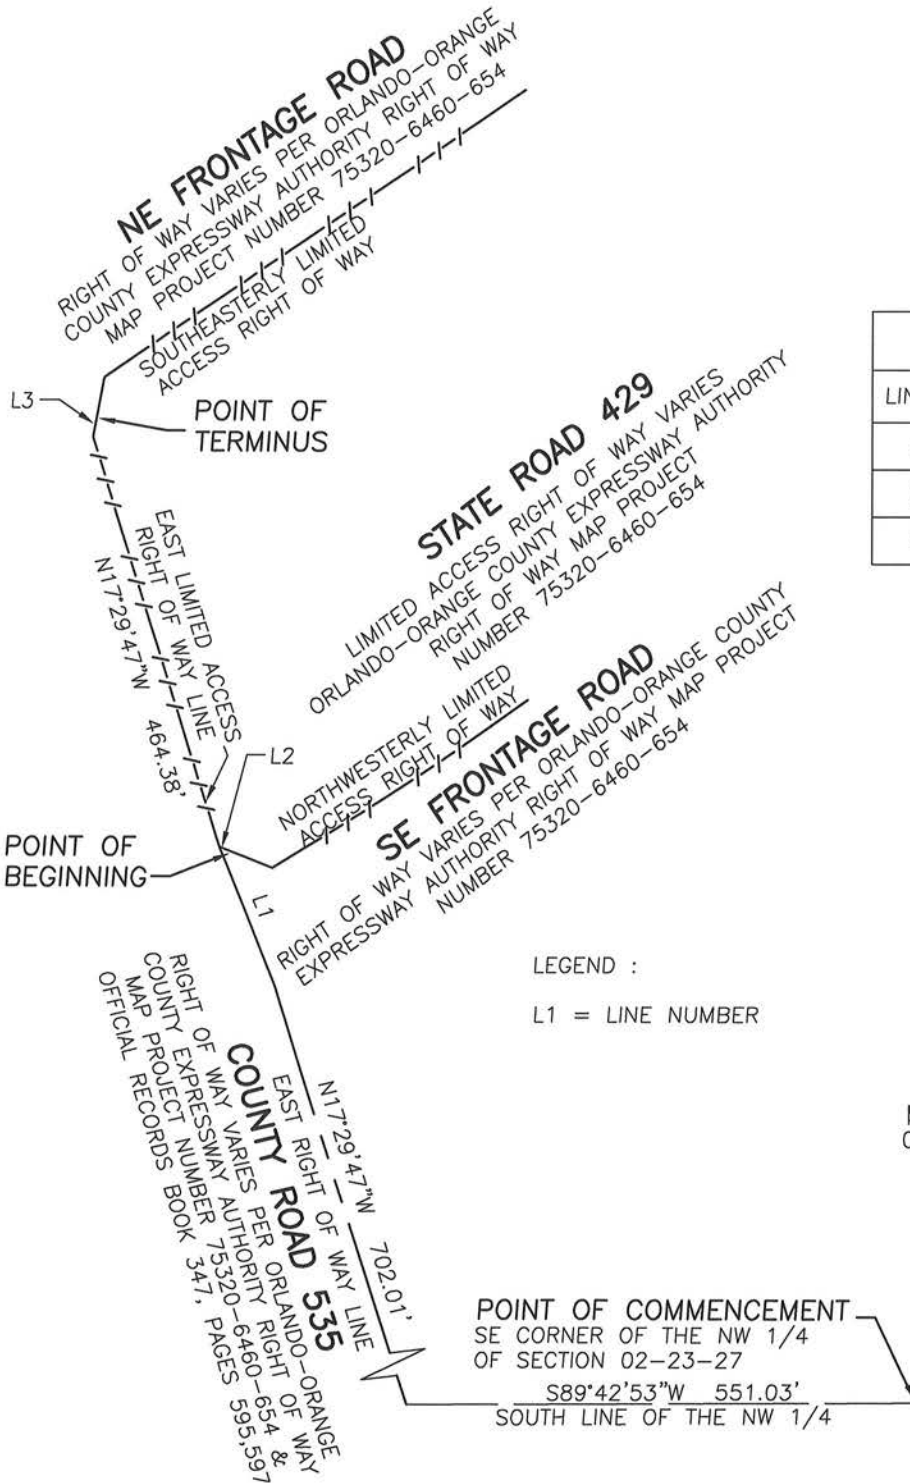 NE FRONTAGE ROAD
RIGHT OF WAY VARIES PER ORLANDO-ORANGE
COUNTY EXPRESSWAY AUTHORITY RIGHT OF WAY
MAP PROJECT NUMBER 75320-6460-654
SOUTHEASTERLY LIMITED
ACCESS RIGHT OF WAY
L3
POINT OF
TERMINUS
LIN
STATE ROAD 429
LIMITED ACCESS RIGHT OF WAY VARIES
ORLANDO-ORANGE COUNTY EXPRESSWAY AUTHORITY
RIGHT OF WAY MAP PROJECT
NUMBER 75320-6460-654
EAST LIMITED ACCESS
RIGHT OF WAY LINE
N17°29'47"W 464.38'
L2
NORTHWESTERLY LIMITED
ACCESS RIGHT OF WAY
SE FRONTAGE ROAD
RIGHT OF WAY VARIES PER ORLANDO-ORANGE COUNTY
EXPRESSWAY AUTHORITY RIGHT OF WAY MAP PROJECT
NUMBER 75320-6460-654
POINT OF
BEGINNING
L1
LEGEND :
L1 = LINE NUMBER
N17°29'47"W 702.01'
EAST RIGHT OF WAY LINE
COUNTY ROAD 535
RIGHT OF WAY VARIES PER ORLANDO-ORANGE
COUNTY EXPRESSWAY AUTHORITY RIGHT OF WAY
MAP PROJECT NUMBER 75320-6460-654 &
OFFICIAL RECORDS BOOK 347, PAGES 595,597
POINT OF COMMENCEMENT
SE CORNER OF THE NW 1/4
OF SECTION 02-23-27
S89°42'53"W 551.03'
SOUTH LINE OF THE NW 1/4